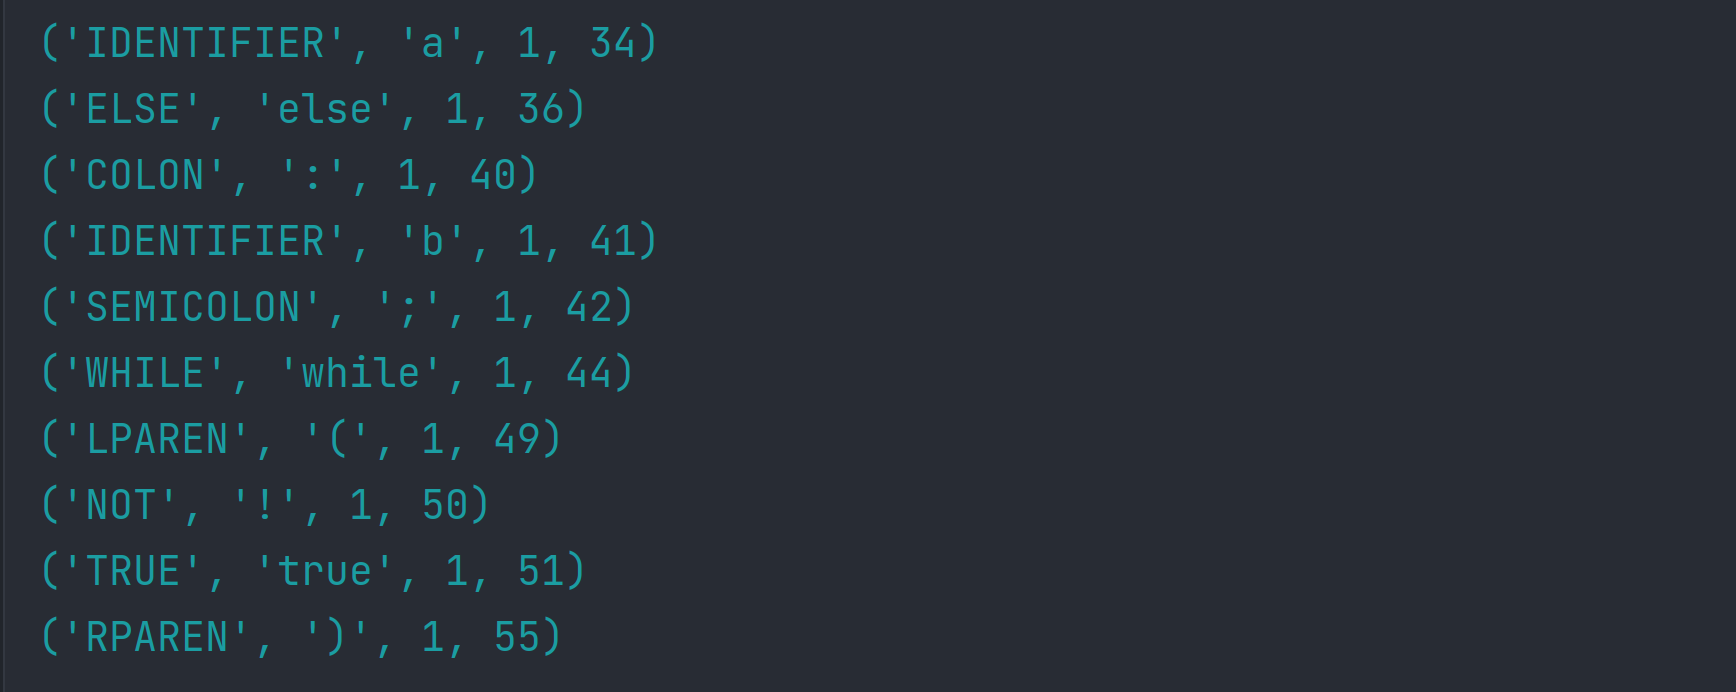 ('IDENTIFIER', 'a', 1, 34)
('ELSE', 'else', 1, 36)
('COLON', ':', 1, 40)
('IDENTIFIER', 'b', 1, 41)
('SEMICOLON', ';', 1, 42)
('WHILE', 'while', 1, 44)
('LPAREN', '(', 1, 49)
('NOT', '!', 1, 50)
('TRUE', 'true', 1, 51)
('RPAREN', ')', 1, 55)